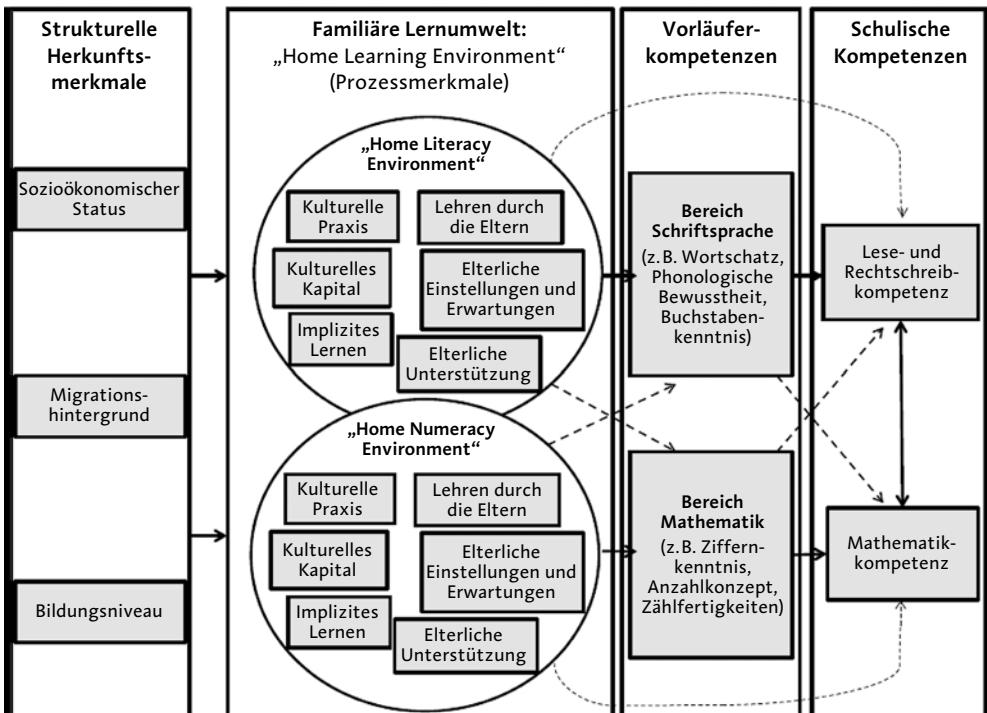 Strukturelle
Herkunfts-
merkmale
Sozioökonomischer
Status
Migrations-
hintergrund
Bildungsniveau
Familiäre Lernumwelt:
„Home Learning Environment“
(Prozessmerkmale)
„Home Literacy
Environment“
Kulturelle
Praxis
Lehren durch
die Eltern
Kulturelles
Kapital
Elterliche
Einstellungen und
Erwartungen
Implizites
Lernen
Elterliche
Unterstützung
„Home Numeracy
Environment“
Kulturelle
Praxis
Lehren durch
die Eltern
Kulturelles
Kapital
Elterliche
Einstellungen und
Erwartungen
Implizites
Lernen
Elterliche
Unterstützung
Vorläufer-
kompetenzen
Bereich
Schriftsprache
(z. B. Wortschatz,
Phonologische
Bewusstheit,
Buchstaben-
kenntnis)
Bereich
Mathematik
(z. B. Ziffern-
kenntnis,
Anzahlkonzept,
Zählfertigkeiten)
Schulische
Kompetenzen
Lese- und
Rechtschreib-
kompetenz
Mathematik-
kompetenz